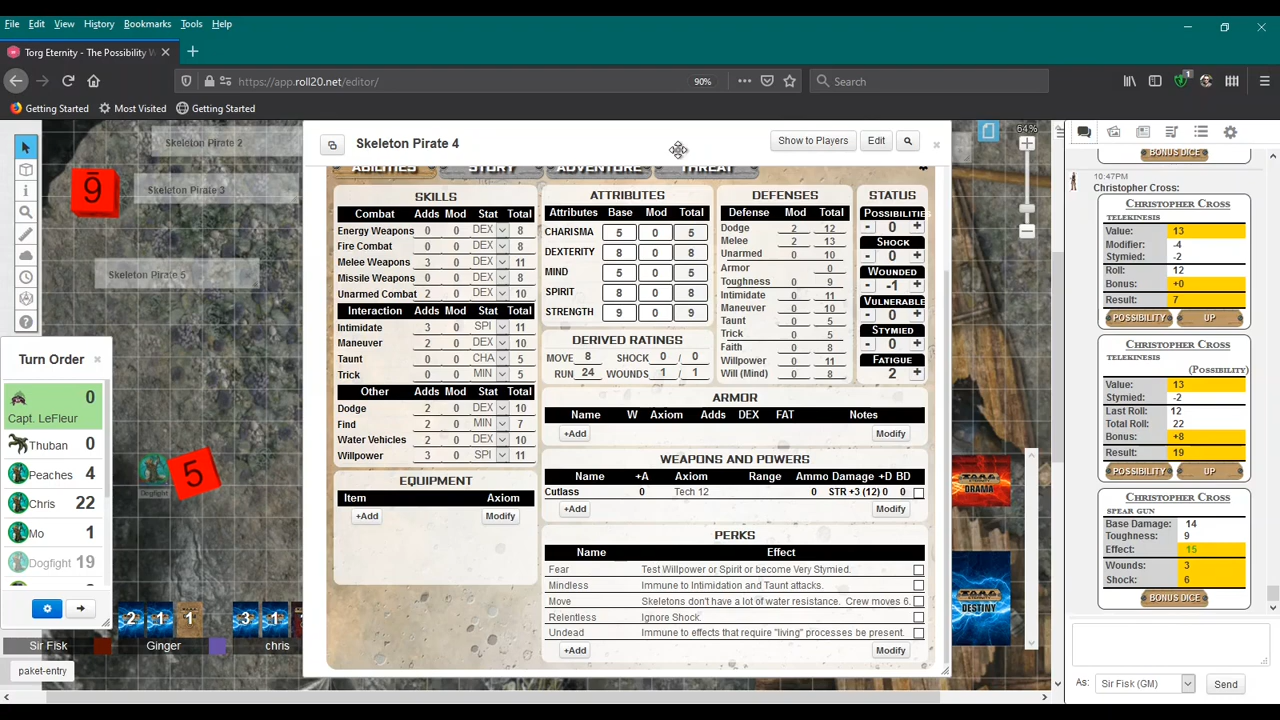 File Edit View History Bookmarks Tools Help
Torg Eternity - The Possibility W
https://app.roll20.net/editor/
90%
Search
1
Getting Started Most Visited Getting Started
Skeleton Pirate 2
Skeleton Pirate 3
Skeleton Pirate 5
9
5
Dogfight
Turn Order
0
Capt. LeFleur
Thuban 0
Peaches 4
Chris 22
Mo 1
Dogfight 19
2 1 1 3 1
Sir Fisk Ginger chris
paket-entry
Skeleton Pirate 4
Show to Players Edit
ABILITIES STORY ADVENTURE THREAT
SKILLS
Combat Adds Mod Stat Total
Energy Weapons 0 0 DEX 8
Fire Combat 0 0 DEX 8
Melee Weapons 3 0 DEX 11
Missile Weapons 0 0 DEX 8
Unarmed Combat 2 0 DEX 10
Interaction Adds Mod Stat Total
Intimidate 3 0 SPI 11
Maneuver 2 0 DEX 10
Taunt 0 0 CHA 5
Trick 0 0 MIN 5
Other Adds Mod Stat Total
Dodge 2 0 DEX 10
Find 2 0 MIN 7
Water Vehicles 2 0 DEX 10
Willpower 3 0 SPI 11
EQUIPMENT
Item Axiom
+Add Modify
ATTRIBUTES
Attributes Base Mod Total
CHARISMA 5 0 5
DEXTERITY 8 0 8
MIND 5 0 5
SPIRIT 8 0 8
STRENGTH 9 0 9
DERIVED RATINGS
MOVE 8 SHOCK 0 / 0
RUN 24 WOUNDS 1 / 1
DEFENSES
Defense Mod Total
Dodge 2 12
Melee 2 13
Unarmed 0 10
Armor 0
Toughness 0 9
Intimidate 0 11
Maneuver 0 10
Taunt 0 5
Trick 0 5
Faith 0 8
Willpower 0 11
Will (Mind) 0 8
STATUS
POSSIBILITIES
- 0 +
SHOCK
- 0 +
WOUNDED
- -1 +
VULNERABLE
- 0 +
STYMIED
- 0 +
FATIGUE
2 +
ARMOR
Name W Axiom Adds DEX FAT Notes
+Add Modify
WEAPONS AND POWERS
Name +A Axiom Range Ammo Damage +D BD
Cutlass 0 Tech 12 0 STR +3 (12) 0 0
+Add Modify
PERKS
Name Effect
Fear Test Willpower or Spirit or become Very Stymied.
Mindless Immune to Intimidation and Taunt attacks.
Move Skeletons don't have a lot of water resistance. Crew moves 6.
Relentless Ignore Shock.
Undead Immune to effects that require "living" processes be present.
+Add Modify
64%
DRAMA
DESTINY
BONUS DICE
10:47PM
Christopher Cross:
CHRISTOPHER CROSS
TELEKINESIS
Value: 13
Modifier: -4
Stymied: -2
Roll: 12
Bonus: +0
Result: 7
POSSIBILITY UP
CHRISTOPHER CROSS
TELEKINESIS
(POSSIBILITY)
Value: 13
Stymied: -2
Last Roll: 12
Total Roll: 22
Bonus: +8
Result: 19
POSSIBILITY UP
CHRISTOPHER CROSS
SPEAR GUN
Base Damage: 14
Toughness: 9
Effect: 15
Wounds: 3
Shock: 6
BONUS DICE
As: Sir Fisk (GM) Send